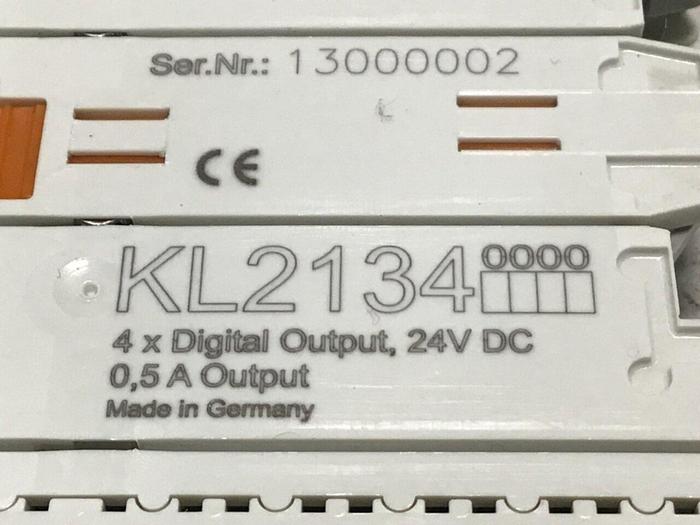 Ser.Nr.: 13000002
CE
KL2134 0000
4 x Digital Output, 24V DC
0,5 A Output
Made in Germany